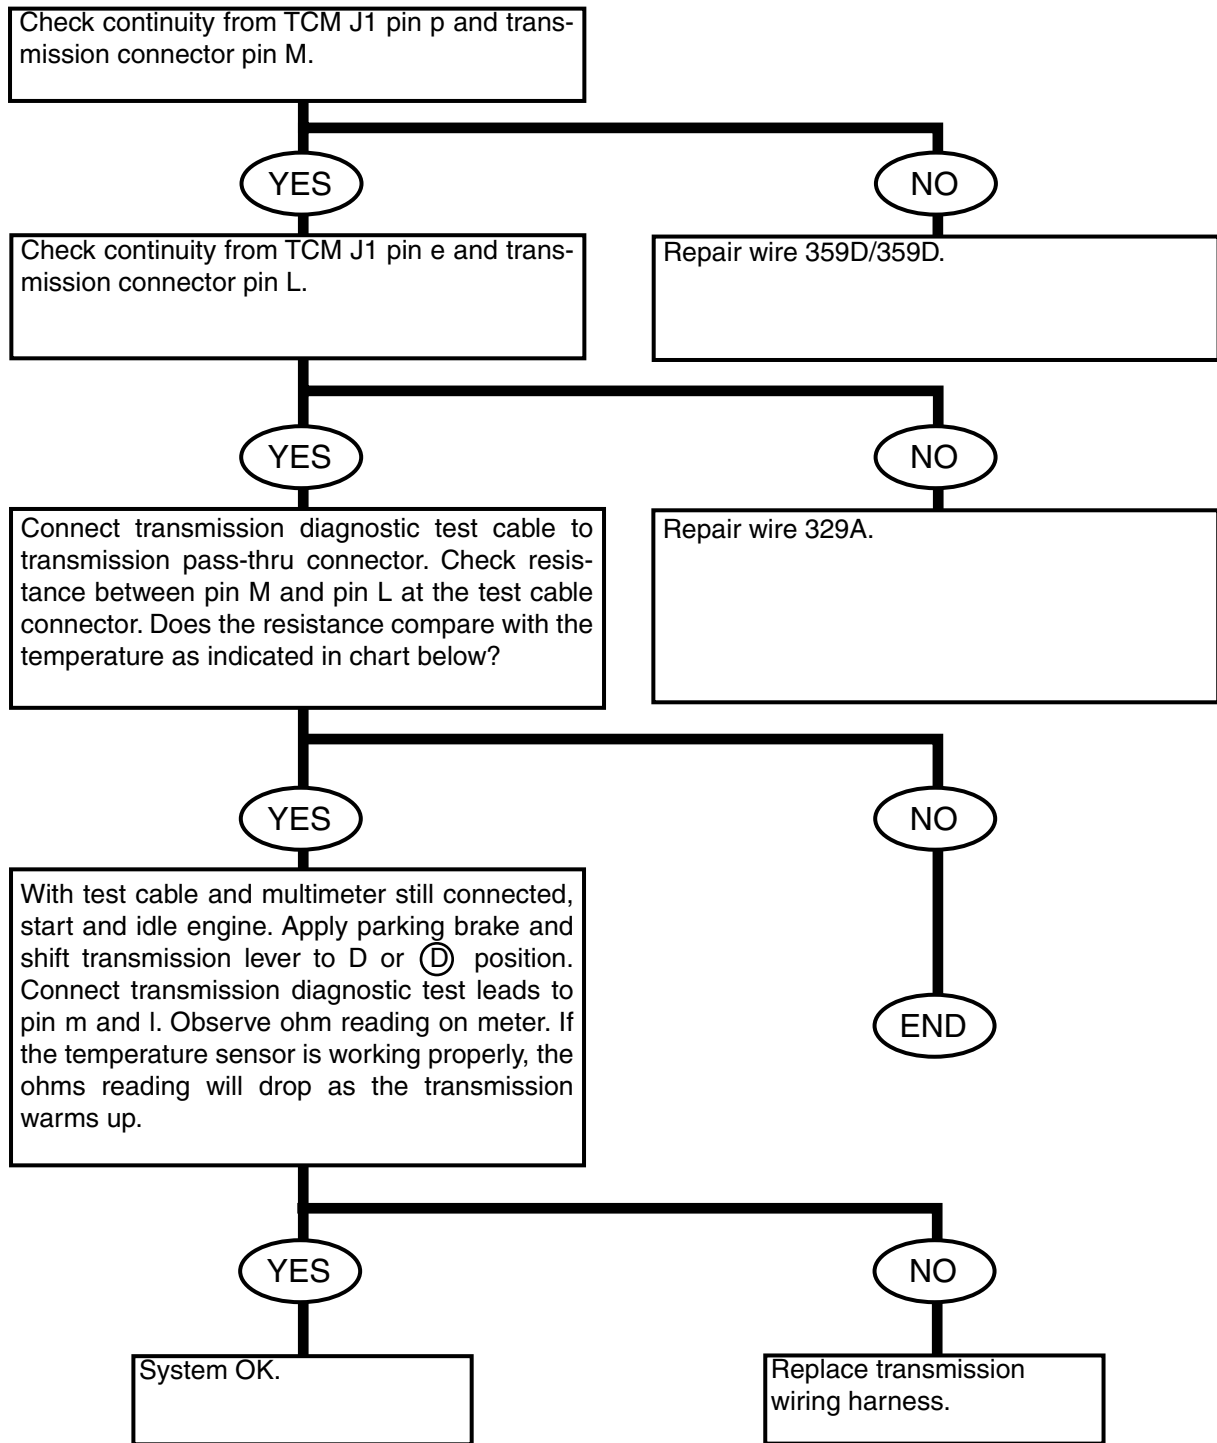 Check continuity from TCM J1 pin p and trans-
mission connector pin M.
YES
NO
Check continuity from TCM J1 pin e and trans-
mission connector pin L.
Repair wire 359D/359D.
YES
NO
Connect transmission diagnostic test cable to
transmission pass-thru connector. Check resis-
tance between pin M and pin L at the test cable
connector. Does the resistance compare with the
temperature as indicated in chart below?
Repair wire 329A.
YES
NO
With test cable and multimeter still connected,
start and idle engine. Apply parking brake and
shift transmission lever to D or D position.
Connect transmission diagnostic test leads to
pin m and l. Observe ohm reading on meter. If
the temperature sensor is working properly, the
ohms reading will drop as the transmission
warms up.
END
YES
NO
System OK.
Replace transmission
wiring harness.